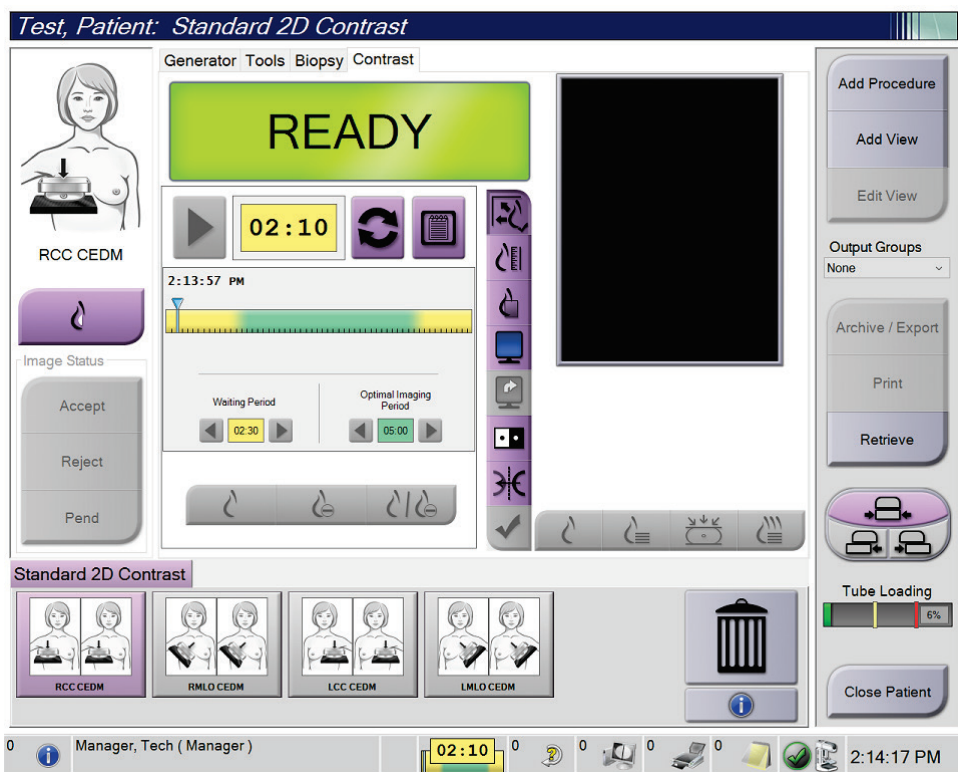 Test, Patient: Standard 2D Contrast
Generator Tools Biopsy Contrast
READY
02:10
RCC CEDM
2:13:57 PM
Waiting Period
02:30
Optimal Imaging
Period
05:00
Image Status
Accept
Reject
Pend
Add Procedure
Add View
Edit View
Output Groups
None
Archive / Export
Print
Retrieve
Tube Loading
6%
Close Patient
Standard 2D Contrast
RCC CEDM
RMLO CEDM
LCC CEDM
LMLO CEDM
0
Manager, Tech ( Manager )
02:10
0
0
0
0
2:14:17 PM